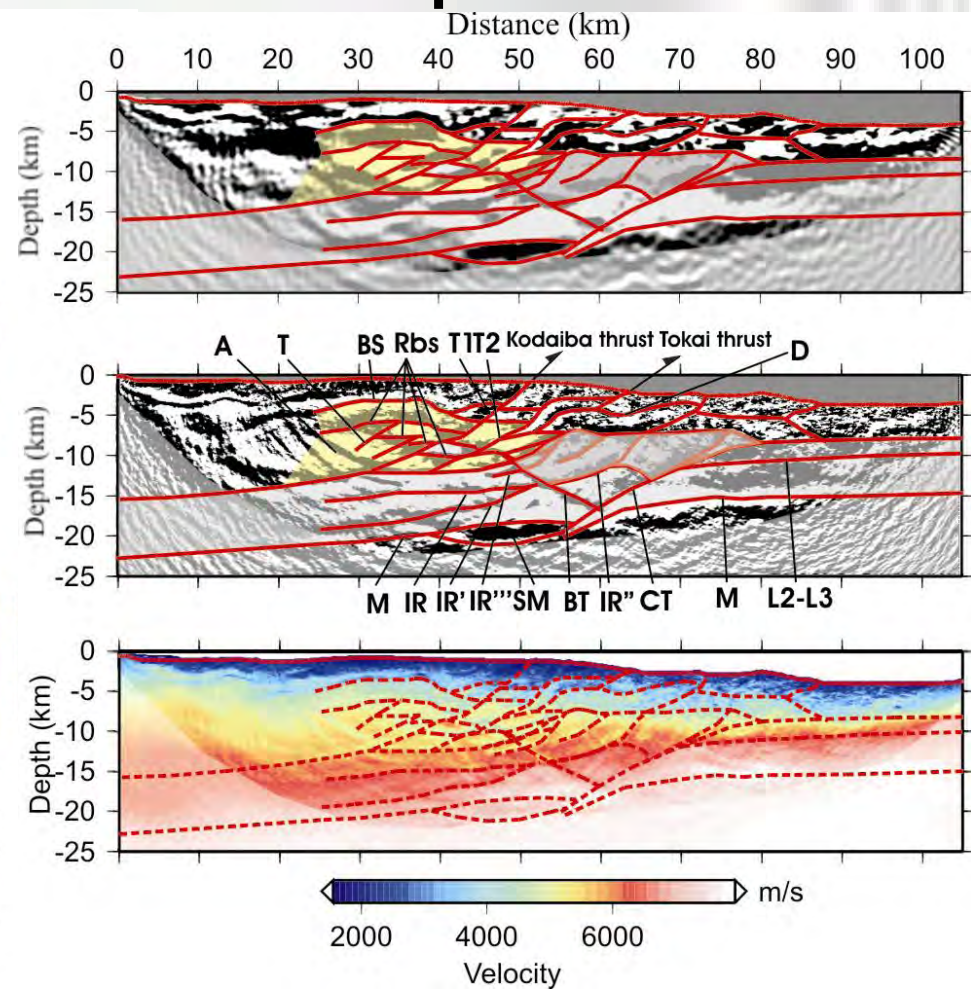 Distance (km)
0 10 20 30 40 50 60 70 80 90 100
Depth (km)
0
-5
-10
-15
-20
-25
A T BS Rbs T1T2 Kodaiba thrust Tokai thrust D
Depth (km)
0
-5
-10
-15
-20
-25
M IR IR' IR'''SM BT IR" CT M L2-L3
Depth (km)
0
-5
-10
-15
-20
-25
m/s
2000 4000 6000
Velocity